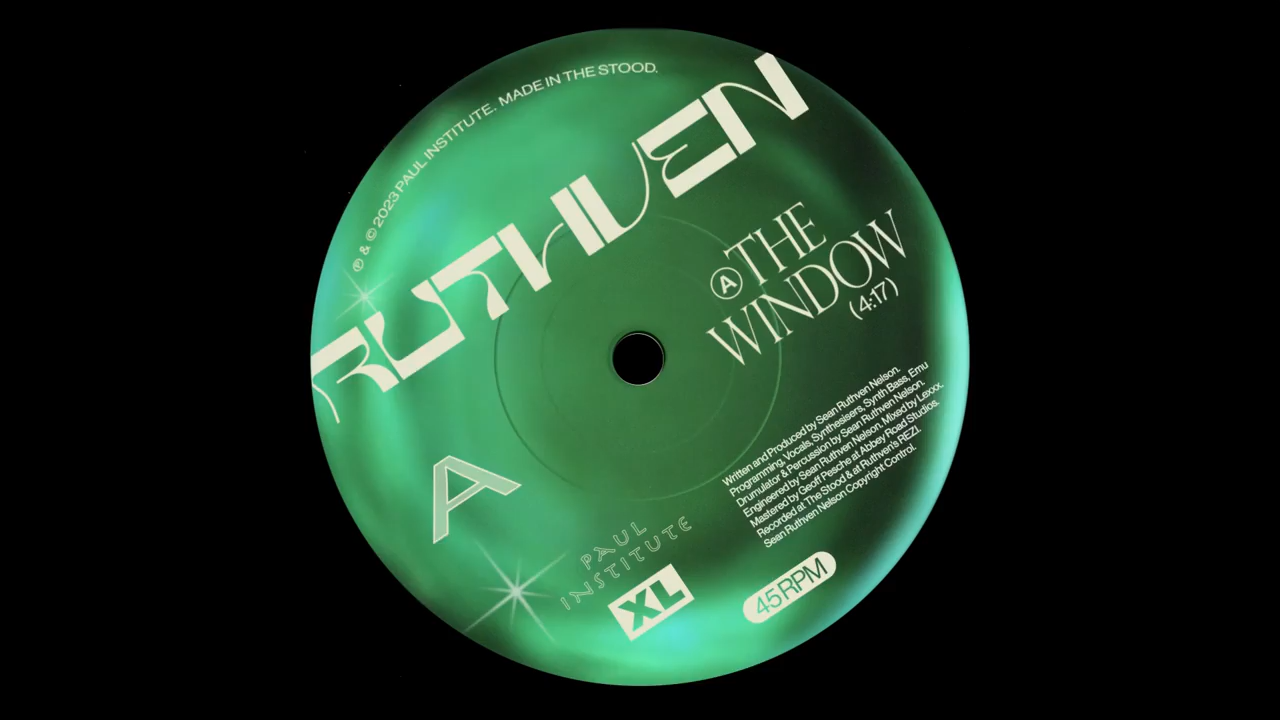 ℗ & © 2023 PAUL INSTITUTE. MADE IN THE STOOD.
RUTHVEN
A THE
WINDOW
(4:17)
Written and Produced by Sean Ruthven Nelson.
Programming, Vocals, Synthesisers, Synth Bass, Emu
Drumulator & Percussion by Sean Ruthven Nelson.
Engineered by Sean Ruthven Nelson. Mixed by Lexxx.
Mastered by Geoff Pesche at Abbey Road Studios.
Recorded at The Stood & at Ruthven's REZI.
Sean Ruthven Nelson Copyright Control.
A
PAUL
INSTITUTE
XL
45 RPM